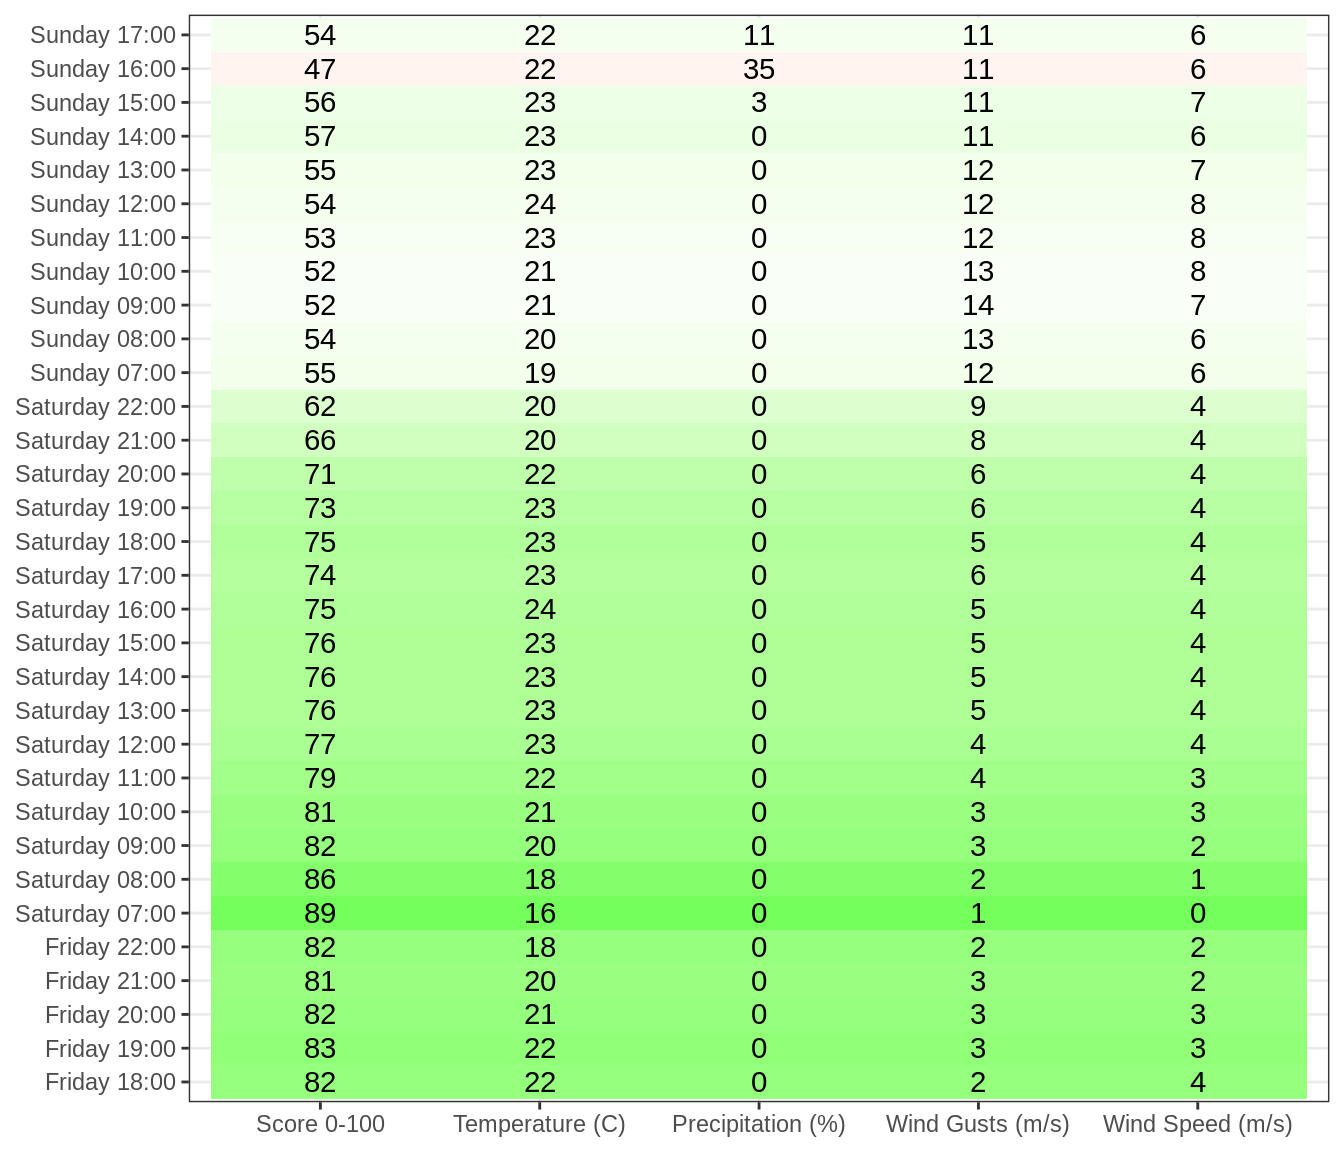 Sunday 17:00 54 22 11 11 6
Sunday 16:00 47 22 35 11 6
Sunday 15:00 56 23 3 11 7
Sunday 14:00 57 23 0 11 6
Sunday 13:00 55 23 0 12 7
Sunday 12:00 54 24 0 12 8
Sunday 11:00 53 23 0 12 8
Sunday 10:00 52 21 0 13 8
Sunday 09:00 52 21 0 14 7
Sunday 08:00 54 20 0 13 6
Sunday 07:00 55 19 0 12 6
Saturday 22:00 62 20 0 9 4
Saturday 21:00 66 20 0 8 4
Saturday 20:00 71 22 0 6 4
Saturday 19:00 73 23 0 6 4
Saturday 18:00 75 23 0 5 4
Saturday 17:00 74 23 0 6 4
Saturday 16:00 75 24 0 5 4
Saturday 15:00 76 23 0 5 4
Saturday 14:00 76 23 0 5 4
Saturday 13:00 76 23 0 5 4
Saturday 12:00 77 23 0 4 4
Saturday 11:00 79 22 0 4 3
Saturday 10:00 81 21 0 3 3
Saturday 09:00 82 20 0 3 2
Saturday 08:00 86 18 0 2 1
Saturday 07:00 89 16 0 1 0
Friday 22:00 82 18 0 2 2
Friday 21:00 81 20 0 3 2
Friday 20:00 82 21 0 3 3
Friday 19:00 83 22 0 3 3
Friday 18:00 82 22 0 2 4
Score 0-100 Temperature (C) Precipitation (%) Wind Gusts (m/s) Wind Speed (m/s)